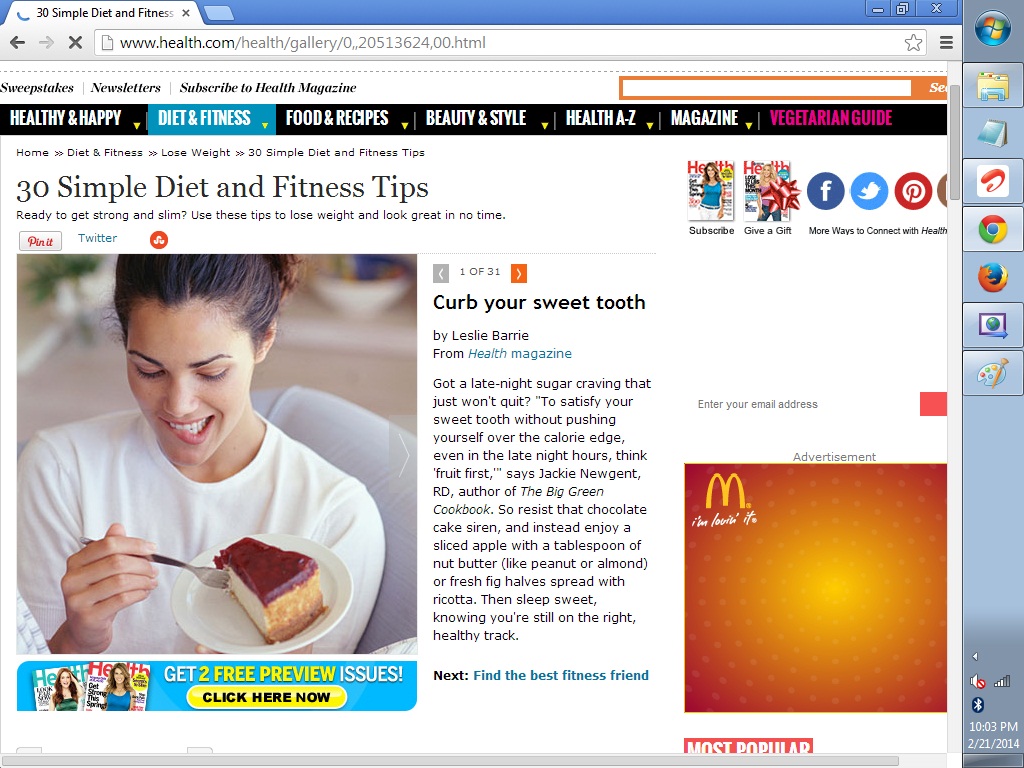 30 Simple Diet and Fitness
www.health.com/health/gallery/0,,20513624,00.html
Sweepstakes | Newsletters | Subscribe to Health Magazine
HEALTHY & HAPPY | DIET & FITNESS | FOOD & RECIPES | BEAUTY & STYLE | HEALTH A-Z | MAGAZINE | VEGETARIAN GUIDE
Home » Diet & Fitness » Lose Weight » 30 Simple Diet and Fitness Tips
30 Simple Diet and Fitness Tips
Ready to get strong and slim? Use these tips to lose weight and look great in no time.
Pin it
Twitter
1 OF 31
Curb your sweet tooth
by Leslie Barrie
From Health magazine
Got a late-night sugar craving that
just won't quit? "To satisfy your
sweet tooth without pushing
yourself over the calorie edge,
even in the late night hours, think
'fruit first,'" says Jackie Newgent,
RD, author of The Big Green
Cookbook. So resist that chocolate
cake siren, and instead enjoy a
sliced apple with a tablespoon of
nut butter (like peanut or almond)
or fresh fig halves spread with
ricotta. Then sleep sweet,
knowing you're still on the right,
healthy track.
Next: Find the best fitness friend
Health Health
GET 2 FREE PREVIEW ISSUES!
CLICK HERE NOW
Health Health
Subscribe Give a Gift
More Ways to Connect with Health
Enter your email address
Advertisement
i'm lovin' it
MOST POPULAR
10:03 PM
2/21/2014